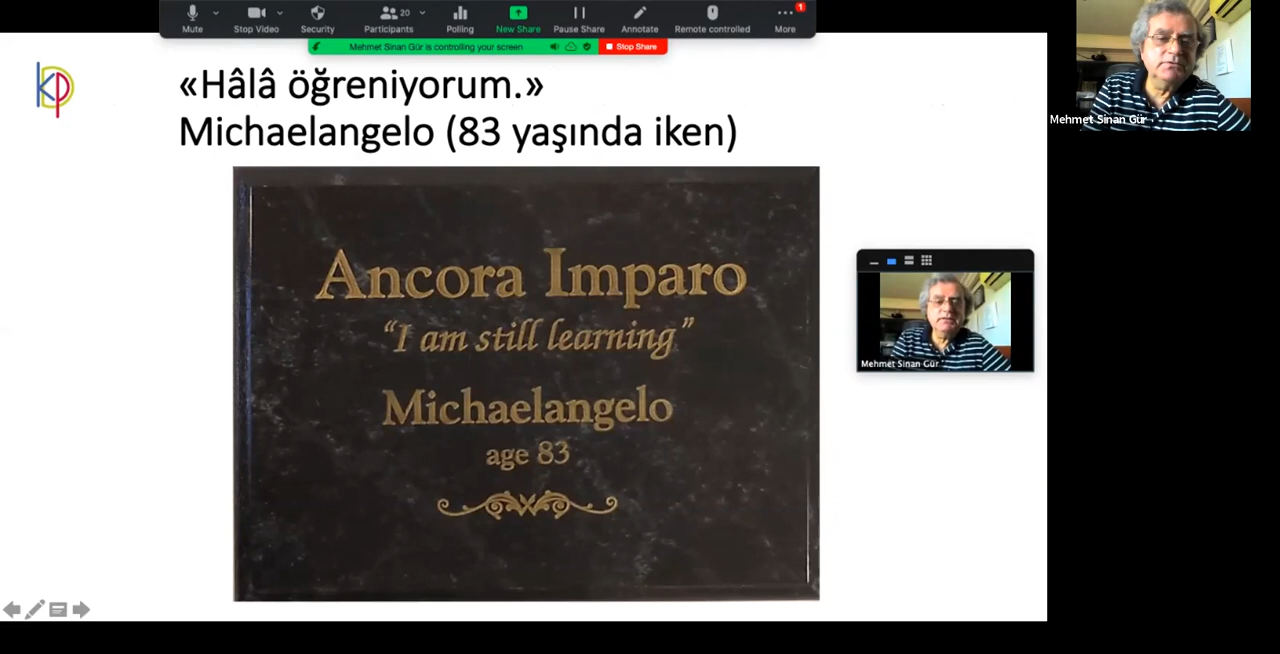 Mute
Stop Video
Security
Participants
20
Polling
New Share
Pause Share
Annotate
Remote controlled
More
1
Mehmet Sinan Gür is controlling your screen
Stop Share
kp
«Hâlâ öğreniyorum.»
Michaelangelo (83 yaşında iken)
Ancora Imparo
“I am still learning”
Michaelangelo
age 83
Mehmet Sinan Gür
Mehmet Sinan Gür